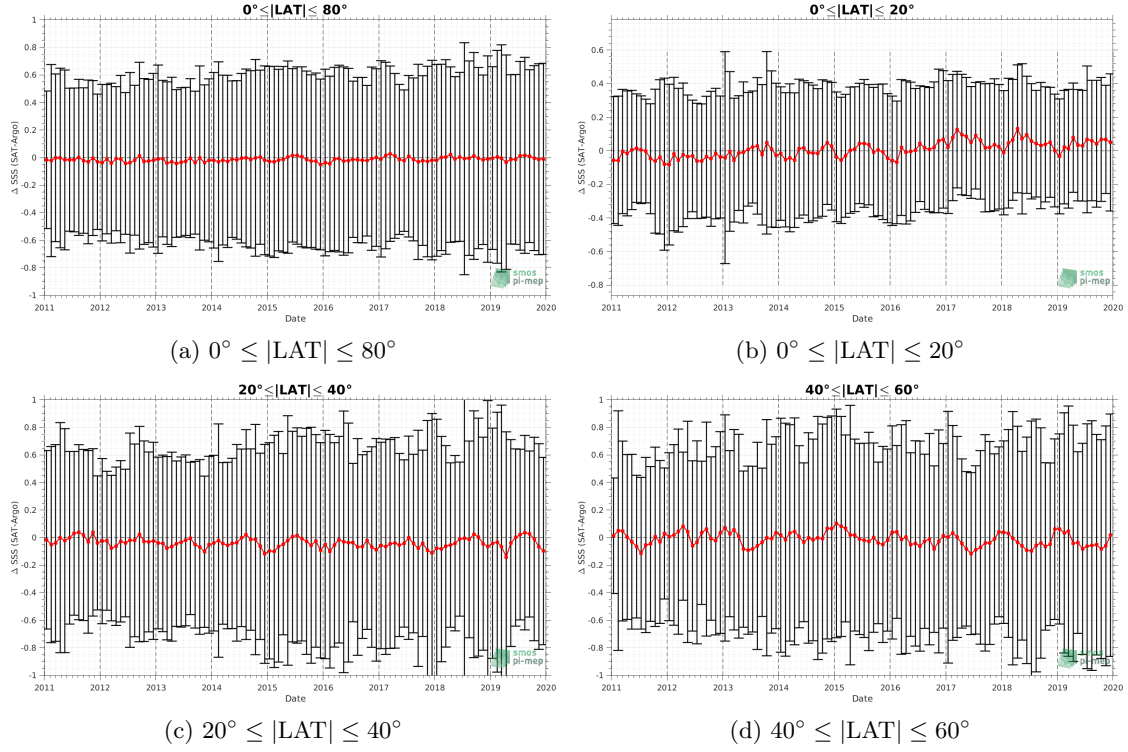 0°≤|LAT|≤ 80°
1
0.8
0.6
0.4
0.2
0
-0.2
-0.4
-0.6
-0.8
-1
Δ SSS (SAT-Argo)
2011 2012 2013 2014 2015 2016 2017 2018 2019 2020
Date
smos
pi-mep
(a) 0° ≤ |LAT| ≤ 80°
0°≤|LAT|≤ 20°
0.6
0.4
0.2
0
-0.2
-0.4
-0.6
-0.8
Δ SSS (SAT-Argo)
2011 2012 2013 2014 2015 2016 2017 2018 2019 2020
Date
smos
pi-mep
(b) 0° ≤ |LAT| ≤ 20°
20°≤|LAT|≤ 40°
1
0.8
0.6
0.4
0.2
0
-0.2
-0.4
-0.6
-0.8
-1
Δ SSS (SAT-Argo)
2011 2012 2013 2014 2015 2016 2017 2018 2019 2020
Date
smos
pi-mep
(c) 20° ≤ |LAT| ≤ 40°
40°≤|LAT|≤ 60°
1
0.8
0.6
0.4
0.2
0
-0.2
-0.4
-0.6
-0.8
-1
Δ SSS (SAT-Argo)
2011 2012 2013 2014 2015 2016 2017 2018 2019 2020
Date
smos
pi-mep
(d) 40° ≤ |LAT| ≤ 60°